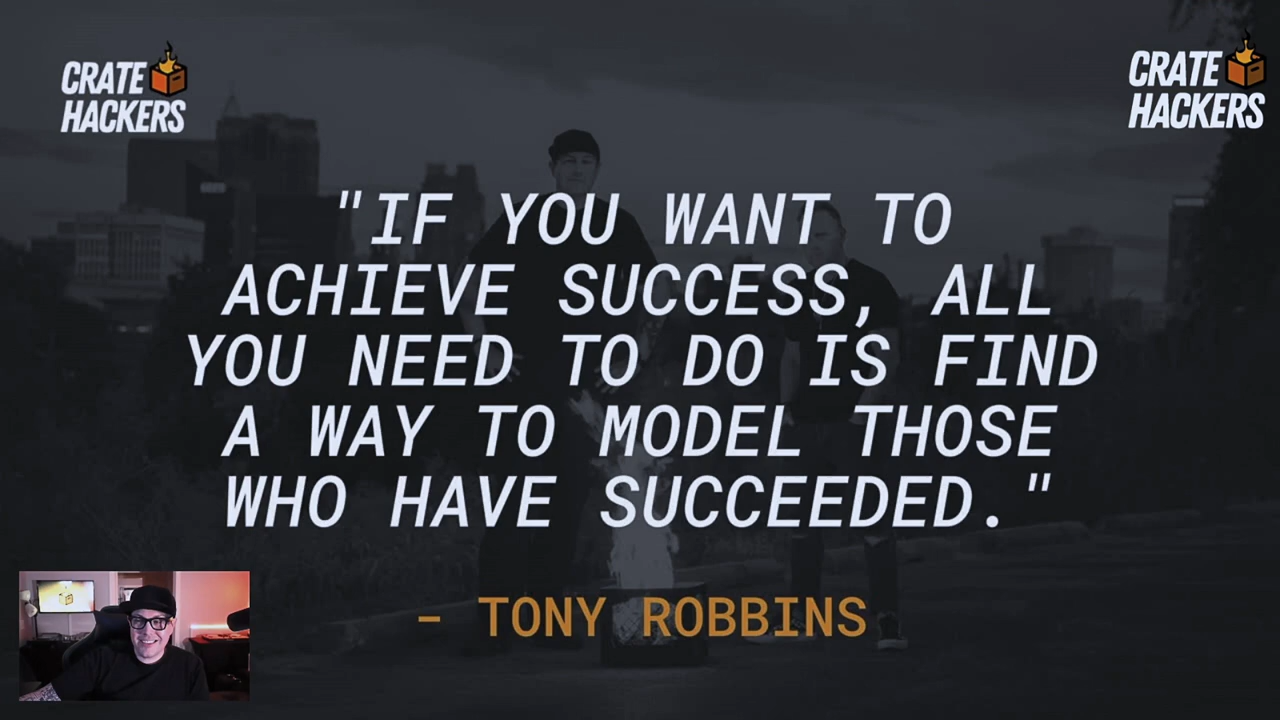 CRATE
HACKERS
CRATE
HACKERS
"IF YOU WANT TO
ACHIEVE SUCCESS, ALL
YOU NEED TO DO IS FIND
A WAY TO MODEL THOSE
WHO HAVE SUCCEEDED."
- TONY ROBBINS